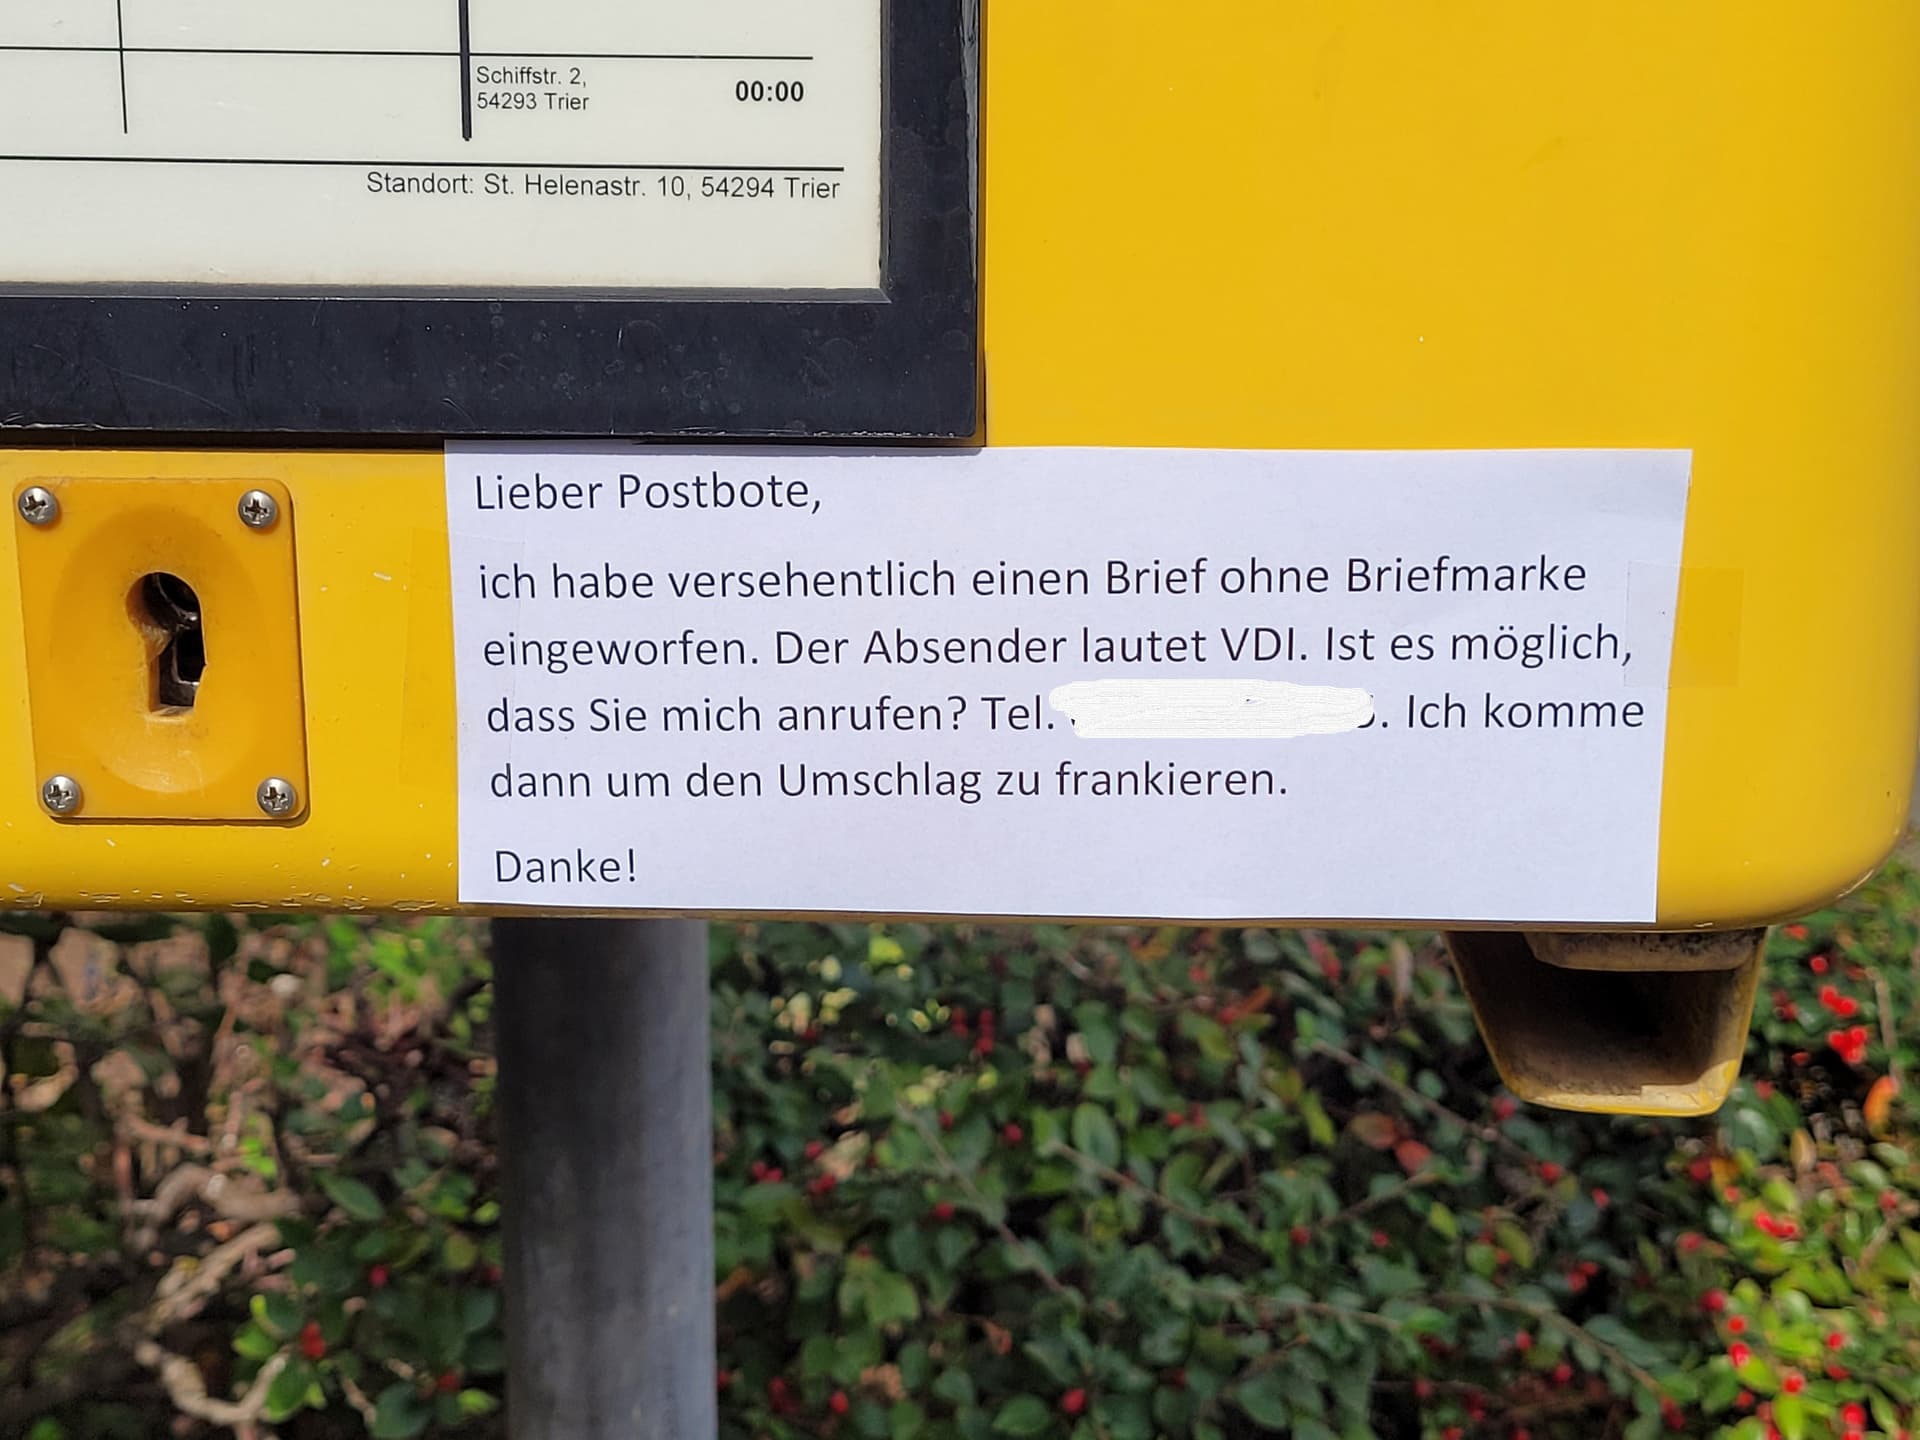 Schiffstr. 2,
54293 Trier 00:00
Standort: St. Helenastr. 10, 54294 Trier
Lieber Postbote,
ich habe versehentlich einen Brief ohne Briefmarke
eingeworfen. Der Absender lautet VDI. Ist es möglich,
dass Sie mich anrufen? Tel. . Ich komme
dann um den Umschlag zu frankieren.
Danke!